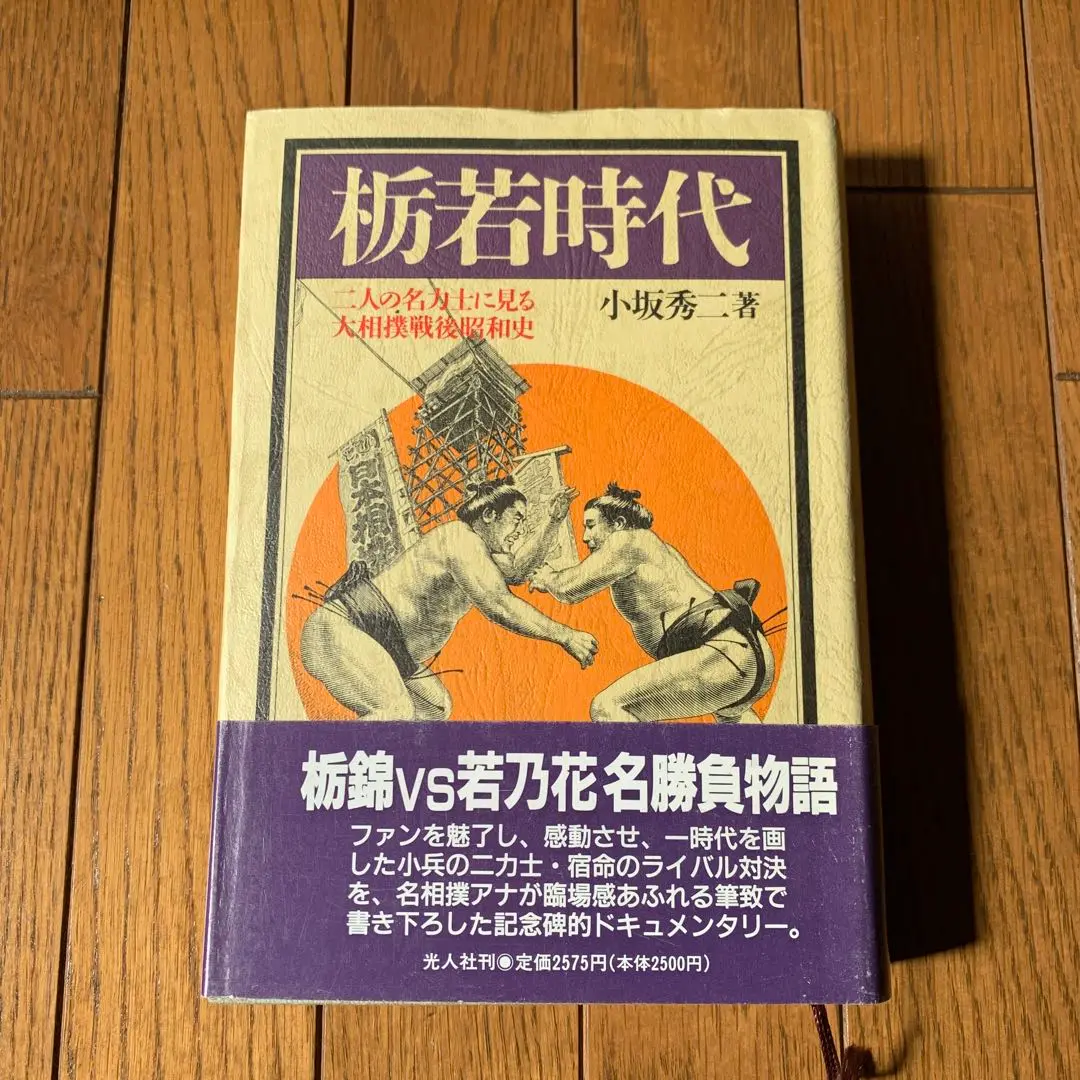 栃若時代
二人の名力士に見る
大相撲戦後昭和史
小坂秀二著
日本相撲
栃錦vs若乃花 名勝負物語
ファンを魅了し、感動させ、一時代を画
した小兵の二力士・宿命のライバル対決
を、名相撲アナが臨場感あふれる筆致で
書き下ろした記念碑的ドキュメンタリー。
光人社刊◉定価2575円(本体2500円)